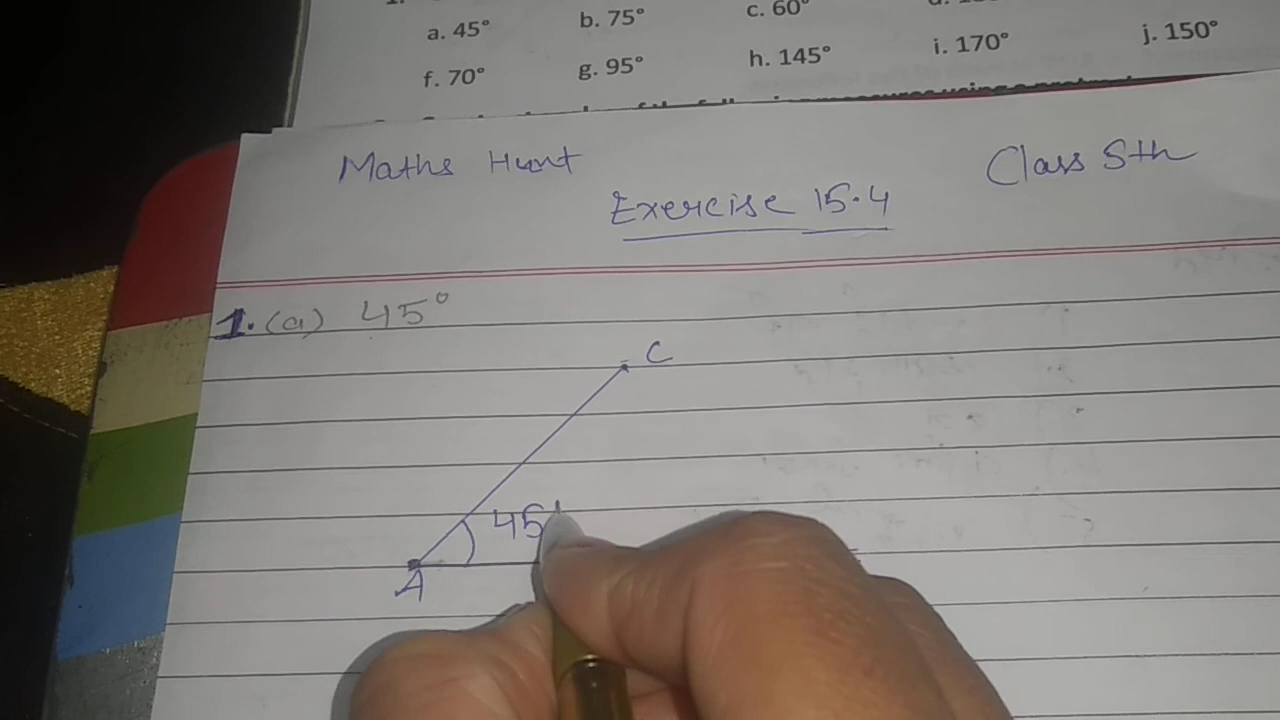 a. 45° b. 75° c. 60°
f. 70° g. 95° h. 145° i. 170° j. 150°
Maths Hunt Class 5th
Exercise 15.4
1. (a) 45°
C
45
A